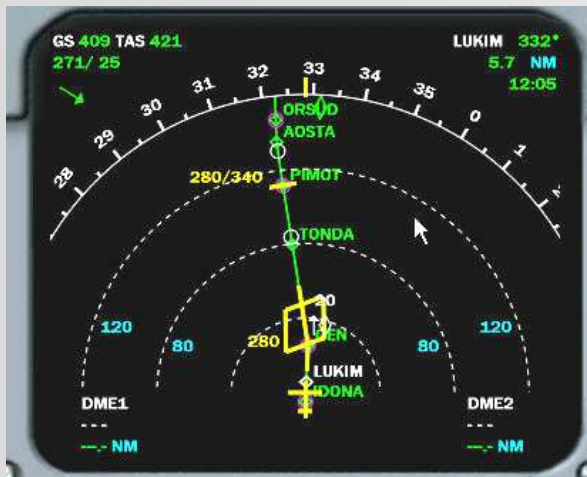 GS 409 TAS 421
271/ 25
LUKIM 332°
5.7 NM
12:05
28
29
30
31
32
33
34
35
0
1
AOSTA
280/340 PIMOT
TONDA
20
280
LUKIM
IDONA
120
80
80
120
DME1
---
---.- NM
DME2
---
---.- NM